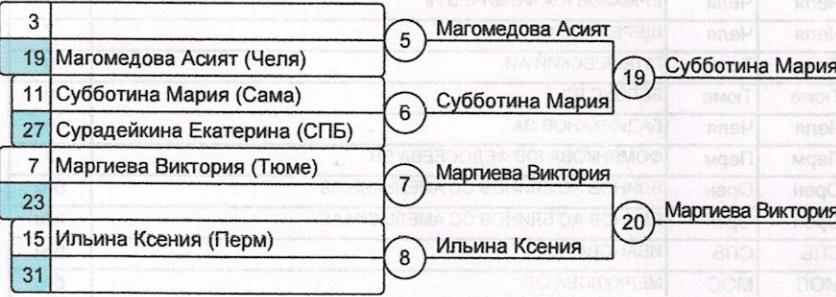 3
19 Магомедова Асият (Челя)
11 Субботина Мария (Сама)
27 Сурадейкина Екатерина (СПБ)
7 Маргиева Виктория (Тюме)
23
15 Ильина Ксения (Перм)
31
5 Магомедова Асият
6 Субботина Мария
7 Маргиева Виктория
8 Ильина Ксения
19 Субботина Мария
20 Маргиева Виктория